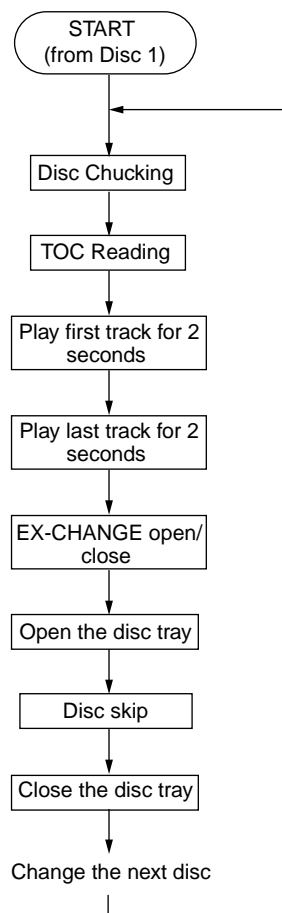 START
(from Disc 1)
Disc Chucking
TOC Reading
Play first track for 2
seconds
Play last track for 2
seconds
EX-CHANGE open/
close
Open the disc tray
Disc skip
Close the disc tray
Change the next disc